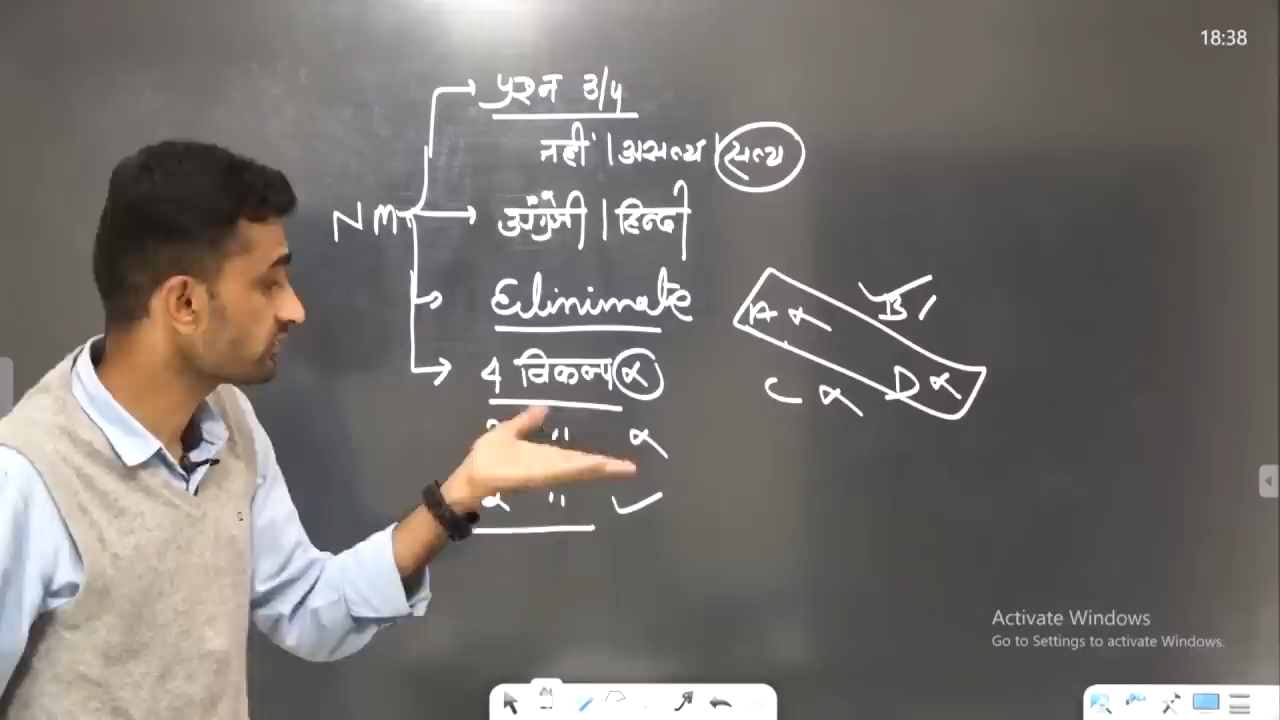 18:38
प्रश्न 3/4
नहीं | असत्य | सत्य
NM
अंग्रेजी | हिन्दी
Eliminate
A × B ✓
4 विकल्प ×
C × D ×
" ×
2 " ✓
Activate Windows
Go to Settings to activate Windows.